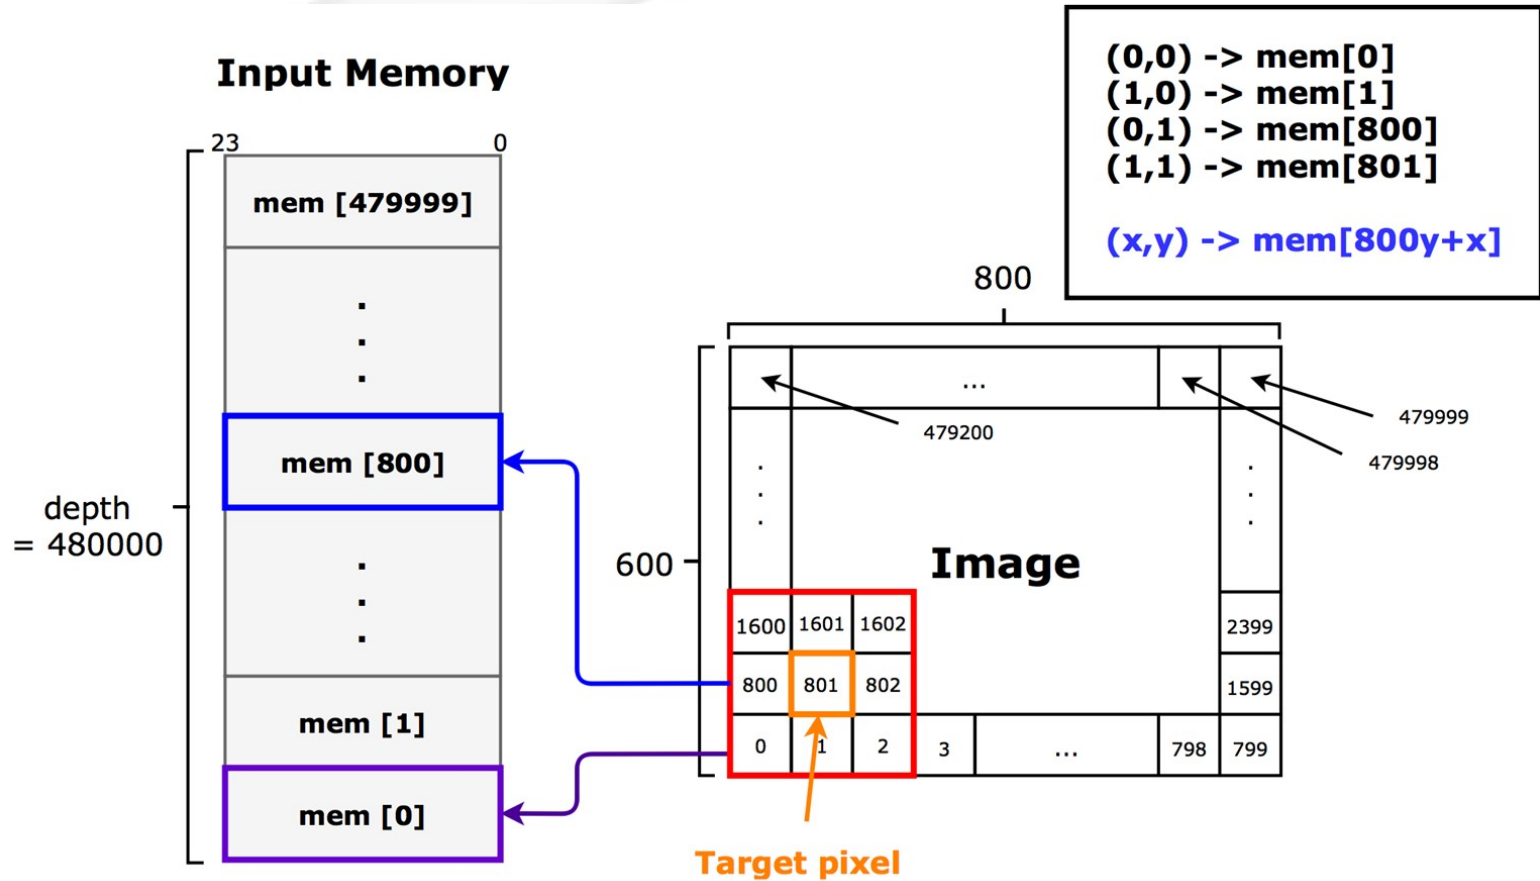 Input Memory
23
0
mem [479999]
.
.
.
mem [800]
depth
= 480000
.
.
.
mem [1]
mem [0]
(0,0) -> mem[0]
(1,0) -> mem[1]
(0,1) -> mem[800]
(1,1) -> mem[801]
(x,y) -> mem[800y+x]
800
600
...
479200
479999
479998
.
.
.
.
.
.
Image
1600 1601 1602 2399
800 801 802 1599
0 1 2 3 ... 798 799
Target pixel